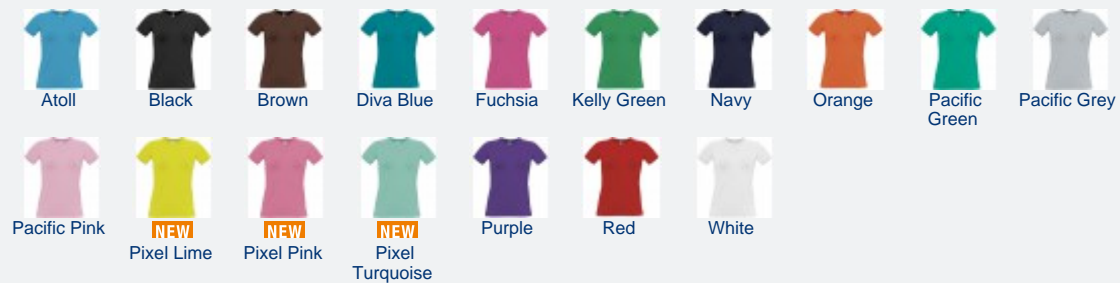 Atoll
Black
Brown
Diva Blue
Fuchsia
Kelly Green
Navy
Orange
Pacific
Green
Pacific Grey
Pacific Pink
NEW
Pixel Lime
NEW
Pixel Pink
NEW
Pixel
Turquoise
Purple
Red
White